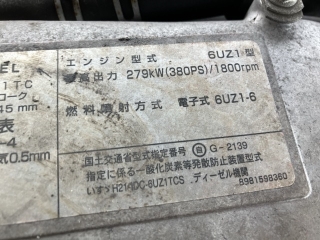 エンジン型式 6UZ1型
EL
最高出力 279kW(380PS)/1800rpm
1TC
ローク
45 mm
燃料噴射方式 電子式 6UZ1-6
表
-4
気0.5mm
国土交通省型式指定番号 G-2139
指定に係る一酸化炭素等発散防止装置型式
いすゞH21DC-6UZ1TCS ディーゼル機関
8981598360